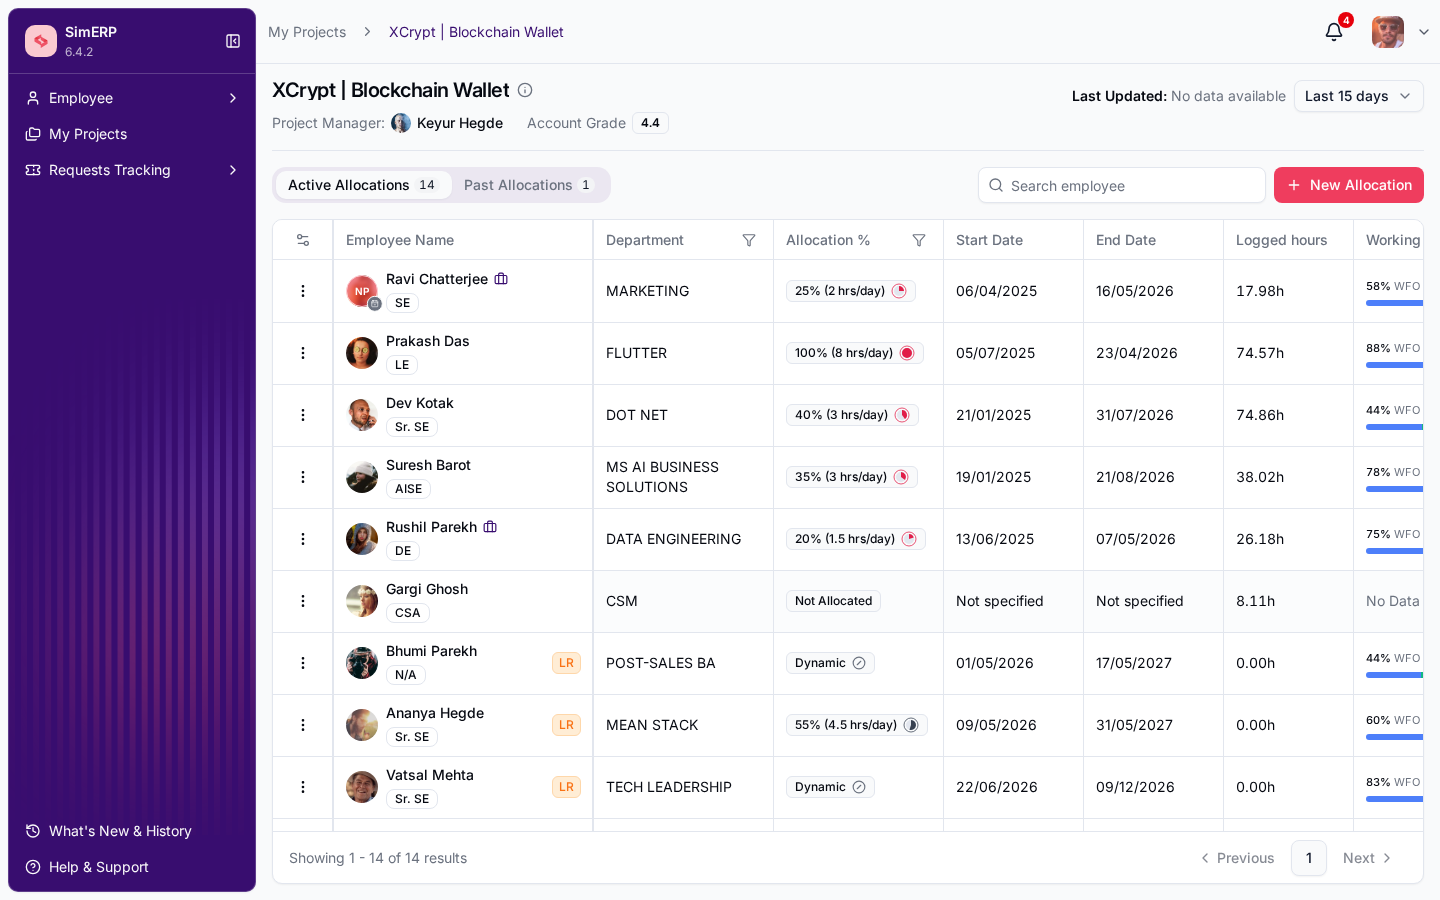 SimERP
6.4.2
Employee
My Projects
Requests Tracking
What's New & History
Help & Support
My Projects
XCrypt | Blockchain Wallet
4
XCrypt | Blockchain Wallet
Project Manager: Keyur Hegde Account Grade 4.4
Last Updated: No data available Last 15 days
Active Allocations 14 Past Allocations 1
Search employee
New Allocation
Employee Name Department Allocation % Start Date End Date Logged hours Working
NP Ravi Chatterjee SE MARKETING 25% (2 hrs/day) 06/04/2025 16/05/2026 17.98h 58% WFO
Prakash Das LE FLUTTER 100% (8 hrs/day) 05/07/2025 23/04/2026 74.57h 88% WFO
Dev Kotak Sr. SE DOT NET 40% (3 hrs/day) 21/01/2025 31/07/2026 74.86h 44% WFO
Suresh Barot AISE MS AI BUSINESS SOLUTIONS 35% (3 hrs/day) 19/01/2025 21/08/2026 38.02h 78% WFO
Rushil Parekh DE DATA ENGINEERING 20% (1.5 hrs/day) 13/06/2025 07/05/2026 26.18h 75% WFO
Gargi Ghosh CSA CSM Not Allocated Not specified Not specified 8.11h No Data
Bhumi Parekh N/A LR POST-SALES BA Dynamic 01/05/2026 17/05/2027 0.00h 44% WFO
Ananya Hegde Sr. SE LR MEAN STACK 55% (4.5 hrs/day) 09/05/2026 31/05/2027 0.00h 60% WFO
Vatsal Mehta Sr. SE LR TECH LEADERSHIP Dynamic 22/06/2026 09/12/2026 0.00h 83% WFO
Showing 1 - 14 of 14 results
Previous 1 Next